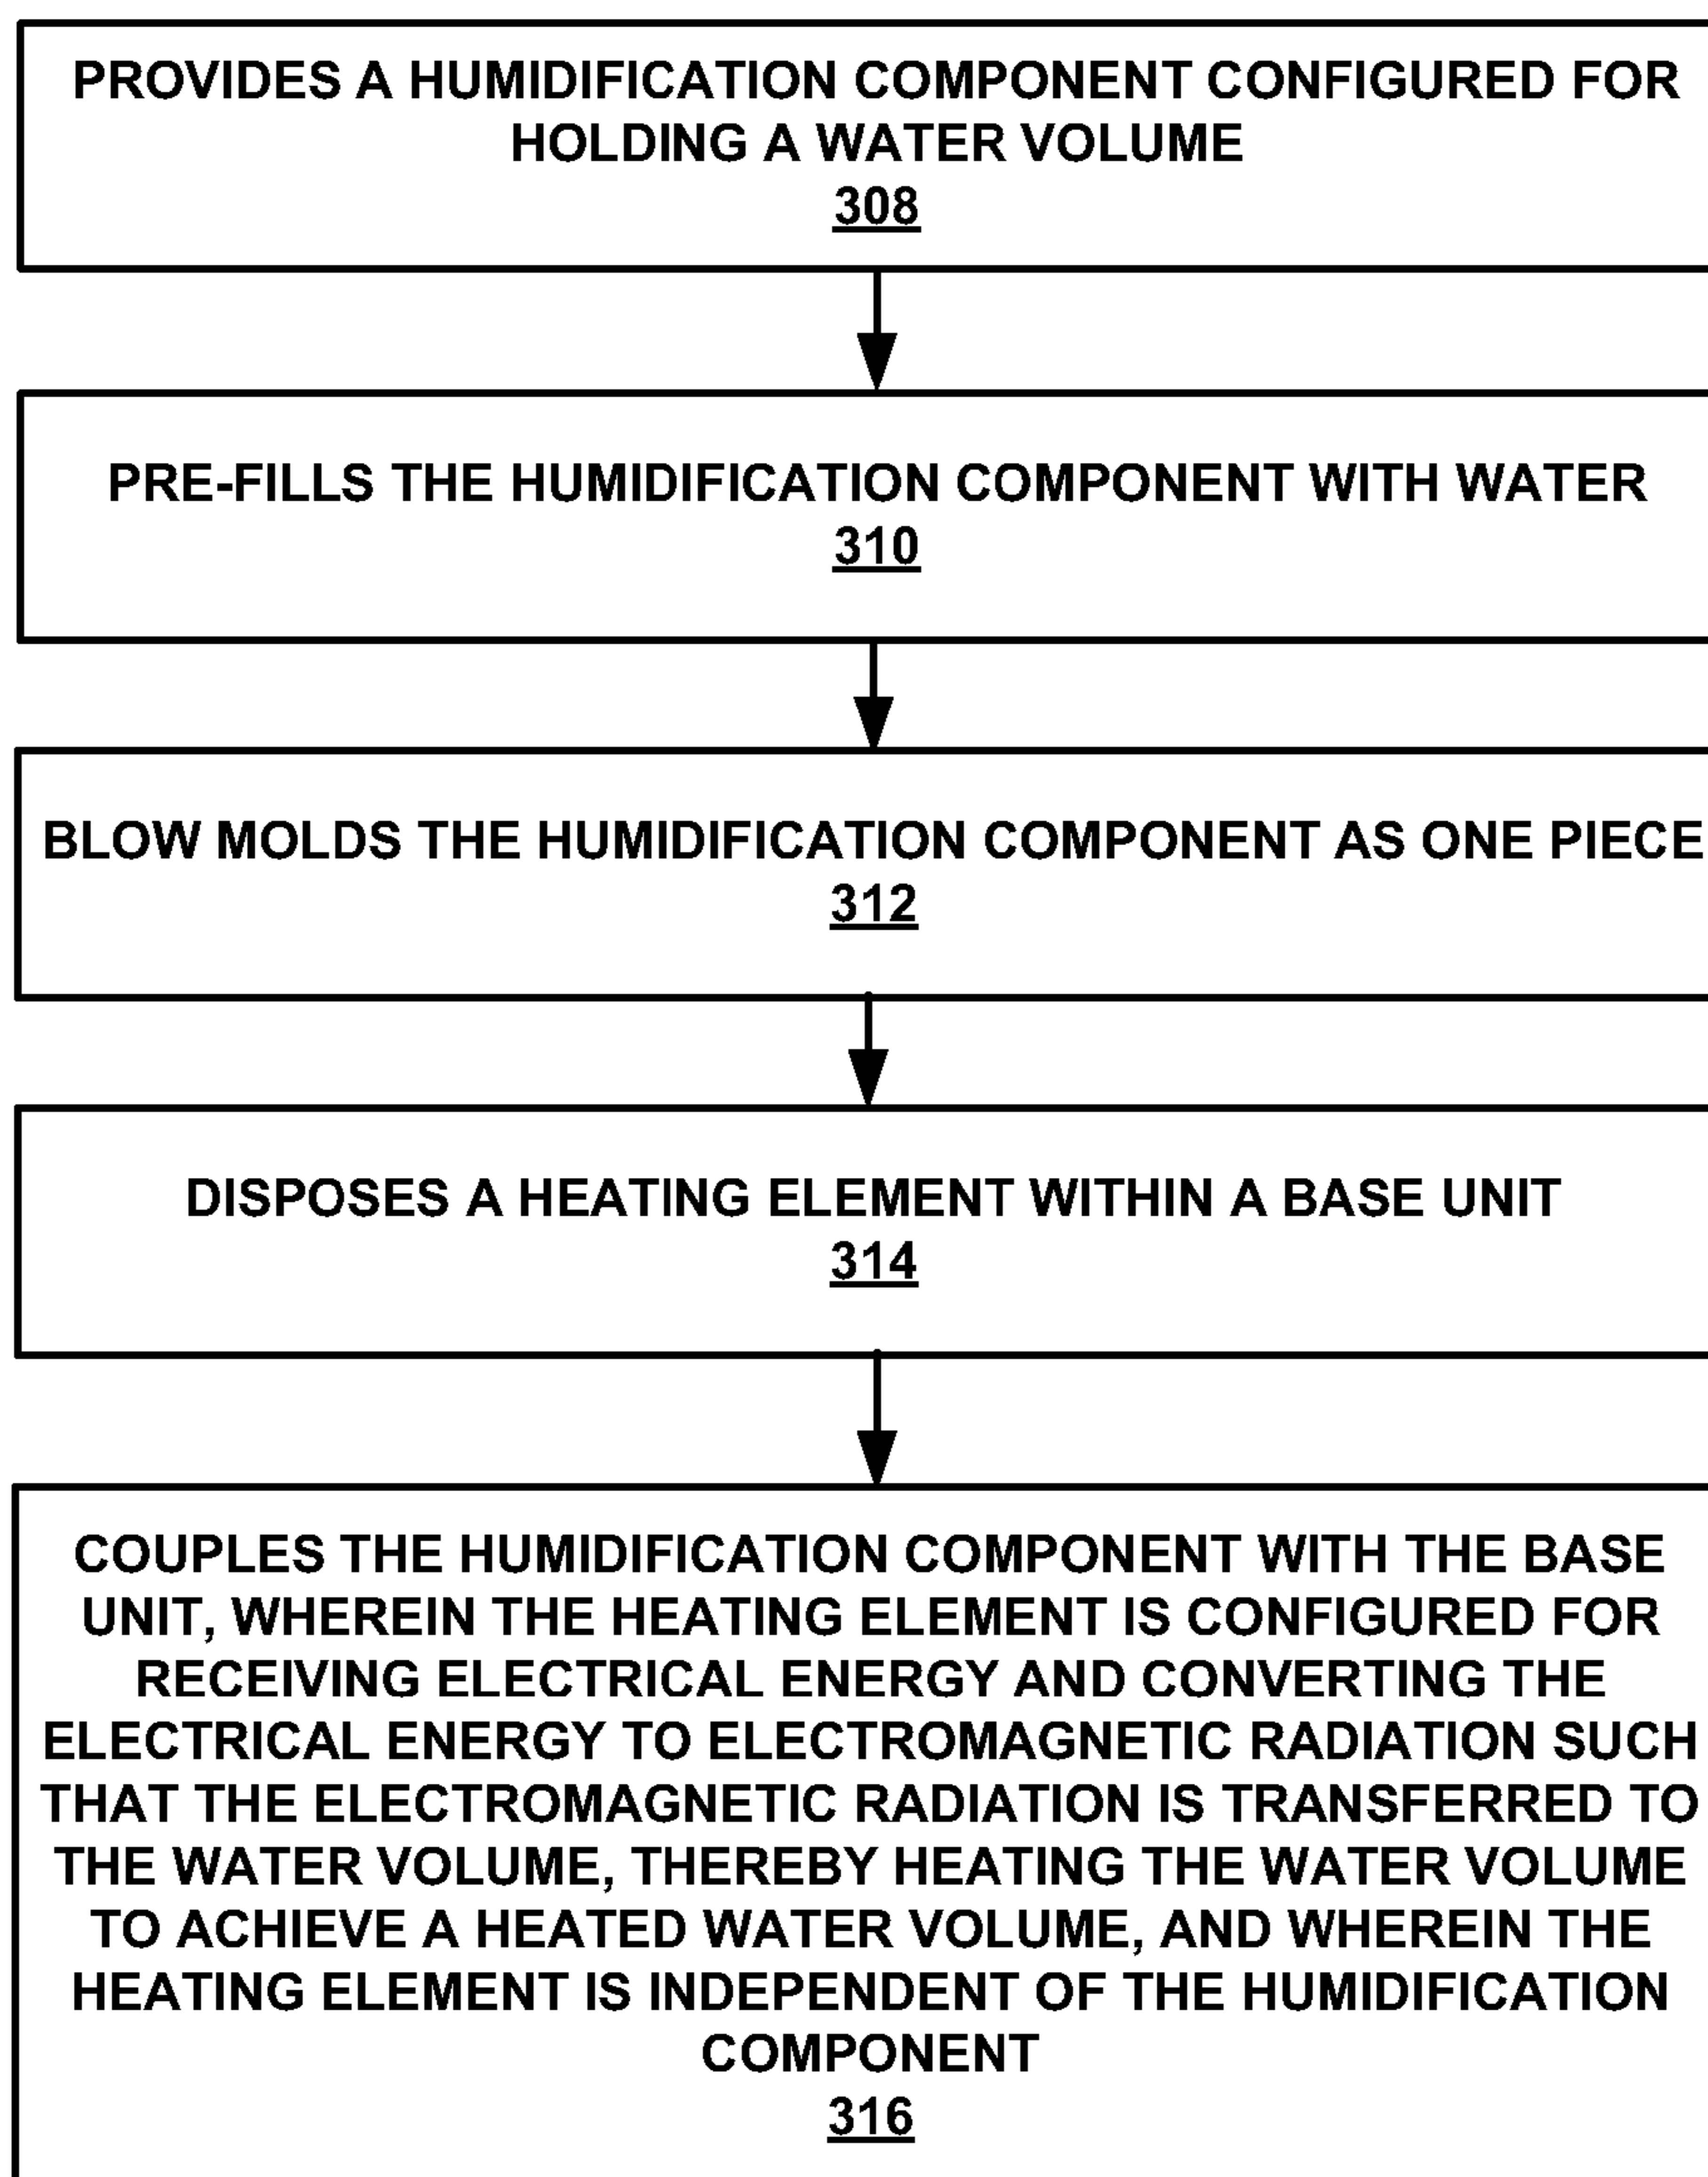 PROVIDES A HUMIDIFICATION COMPONENT CONFIGURED FOR
HOLDING A WATER VOLUME
308
PRE-FILLS THE HUMIDIFICATION COMPONENT WITH WATER
310
BLOW MOLDS THE HUMIDIFICATION COMPONENT AS ONE PIECE
312
DISPOSES A HEATING ELEMENT WITHIN A BASE UNIT
314
COUPLES THE HUMIDIFICATION COMPONENT WITH THE BASE
UNIT, WHEREIN THE HEATING ELEMENT IS CONFIGURED FOR
RECEIVING ELECTRICAL ENERGY AND CONVERTING THE
ELECTRICAL ENERGY TO ELECTROMAGNETIC RADIATION SUCH
THAT THE ELECTROMAGNETIC RADIATION IS TRANSFERRED TO
THE WATER VOLUME, THEREBY HEATING THE WATER VOLUME
TO ACHIEVE A HEATED WATER VOLUME, AND WHEREIN THE
HEATING ELEMENT IS INDEPENDENT OF THE HUMIDIFICATION
COMPONENT
316